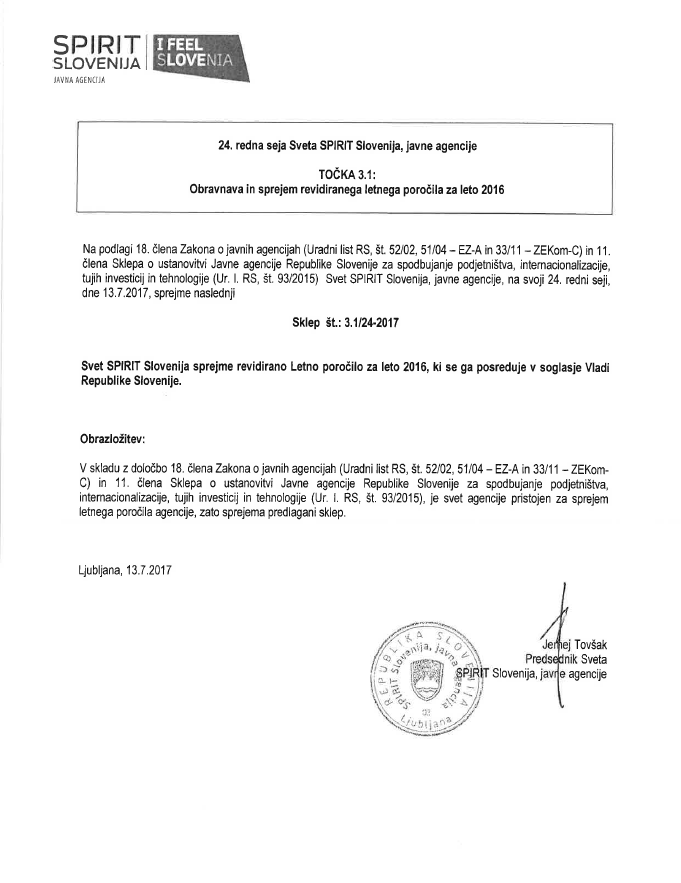 SPIRIT
SLOVENIJA
JAVNA AGENCIJA
I FEEL
SLOVENIA
24. redna seja Sveta SPIRIT Slovenija, javne agencije
TOČKA 3.1:
Obravnava in sprejem revidiranega letnega poročila za leto 2016
Na podlagi 18. člena Zakona o javnih agencijah (Uradni list RS, št. 52/02, 51/04 – EZ-A in 33/11 – ZEKom-C) in 11.
člena Sklepa o ustanovitvi Javne agencije Republike Slovenije za spodbujanje podjetništva, internacionalizacije,
tujih investicij in tehnologije (Ur. l. RS, št. 93/2015) Svet SPIRIT Slovenija, javne agencije, na svoji 24. redni seji,
dne 13.7.2017, sprejme naslednji
Sklep št.: 3.1/24-2017
Svet SPIRIT Slovenija sprejme revidirano Letno poročilo za leto 2016, ki se ga posreduje v soglasje Vladi
Republike Slovenije.
Obrazložitev:
V skladu z določbo 18. člena Zakona o javnih agencijah (Uradni list RS, št. 52/02, 51/04 – EZ-A in 33/11 – ZEKom-
C) in 11. člena Sklepa o ustanovitvi Javne agencije Republike Slovenije za spodbujanje podjetništva,
internacionalizacije, tujih investicij in tehnologije (Ur. l. RS, št. 93/2015), je svet agencije pristojen za sprejem
letnega poročila agencije, zato sprejema predlagani sklep.
Ljubljana, 13.7.2017
Jernej Tovšak
Predsednik Sveta
SPIRIT Slovenija, javne agencije
REPUBLIKA SLOVENIJA
SPIRIT Slovenija, javna agencija
02
Ljubljana